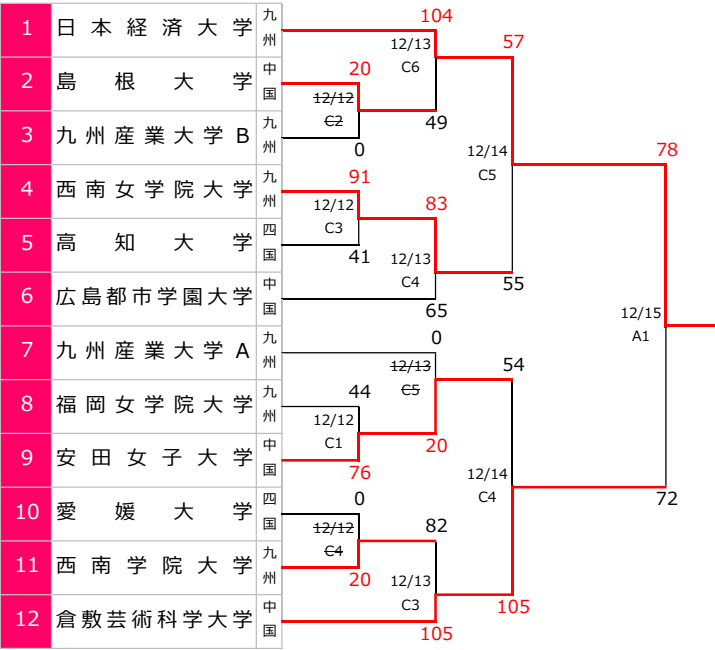 1 日本経済大学 九州
2 島根大学 中国
3 九州産業大学B 九州
4 西南女学院大学 九州
5 高知大学 四国
6 広島都市学園大学 中国
7 九州産業大学A 九州
8 福岡女学院大学 九州
9 安田女子大学 中国
10 愛媛大学 四国
11 西南学院大学 九州
12 倉敷芸術科学大学 中国
104
12/13
C6
49
20
12/12
C2
0
91
12/12
C3
41
83
12/13
C4
65
57
12/14
C5
55
0
12/13
C5
20
44
12/12
C1
76
0
12/12
C4
20
82
12/13
C3
105
54
12/14
C4
105
78
12/15
A1
72